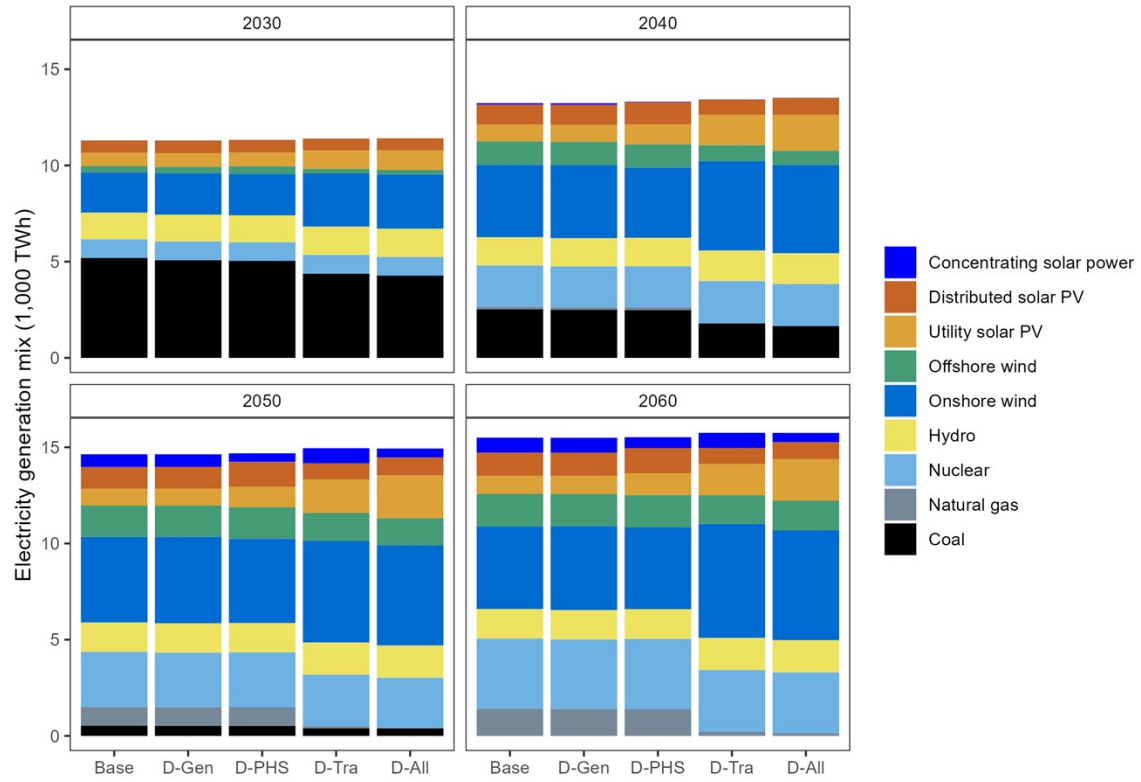 2030
2040
15
10
5
0
2050
2060
15
10
5
0
Electricity generation mix (1,000 TWh)
Base D-Gen D-PHS D-Tra D-All
Base D-Gen D-PHS D-Tra D-All
Concentrating solar power
Distributed solar PV
Utility solar PV
Offshore wind
Onshore wind
Hydro
Nuclear
Natural gas
Coal